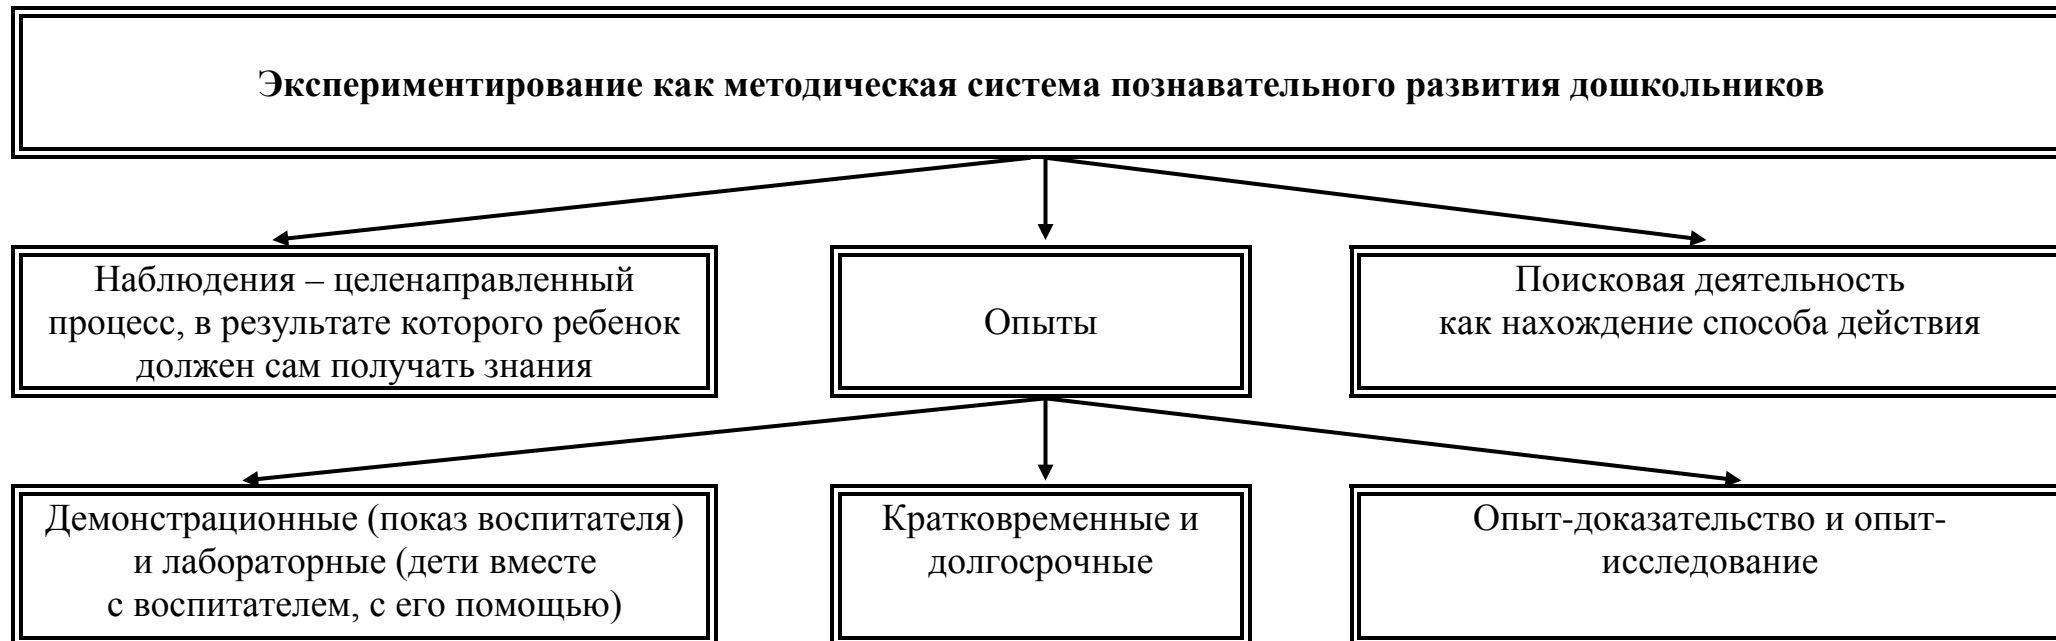 Экспериментирование как методическая система познавательного развития дошкольников
Наблюдения – целенаправленный
процесс, в результате которого ребенок
должен сам получать знания
Опыты
Поисковая деятельность
как нахождение способа действия
Демонстрационные (показ воспитателя)
и лабораторные (дети вместе
с воспитателем, с его помощью)
Кратковременные и
долгосрочные
Опыт-доказательство и опыт-
исследование